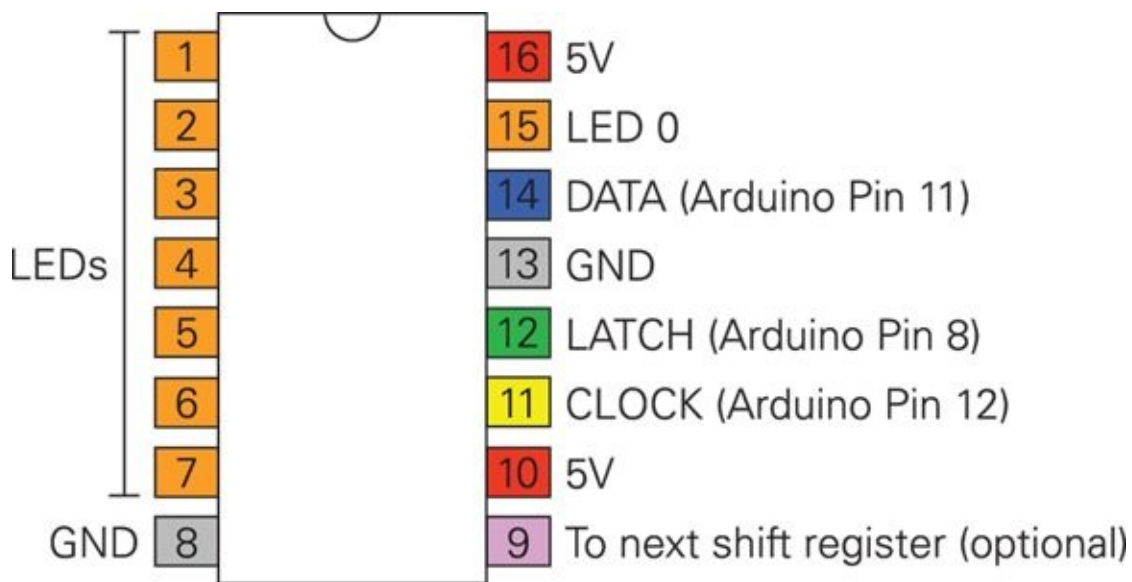 1 16 5V
2 15 LED 0
3 14 DATA (Arduino Pin 11)
LEDs 4 13 GND
5 12 LATCH (Arduino Pin 8)
6 11 CLOCK (Arduino Pin 12)
7 10 5V
GND 8 9 To next shift register (optional)